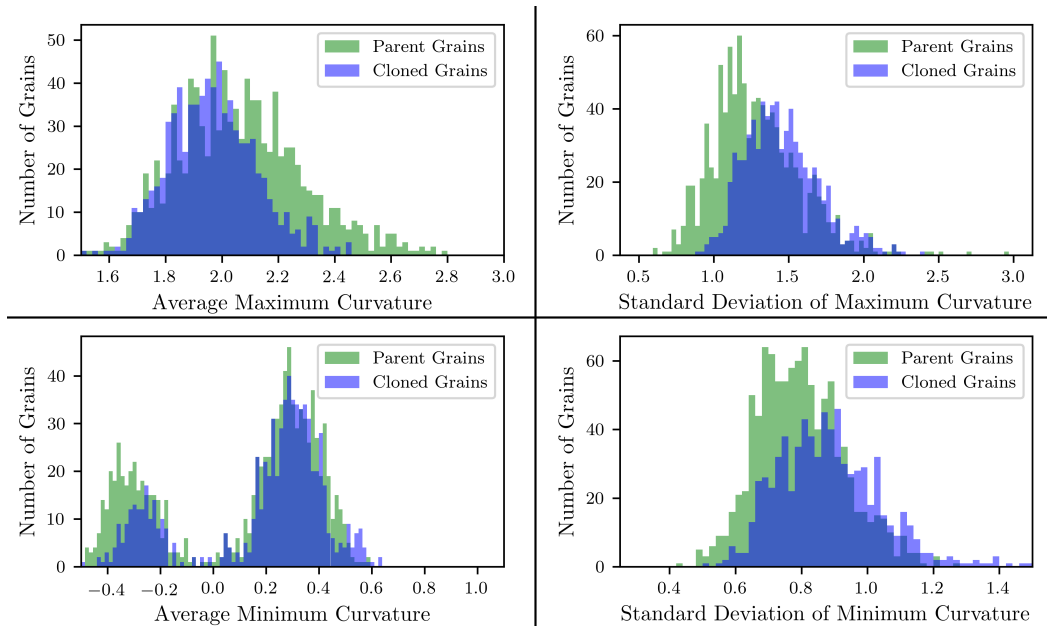 Number of Grains
50
40
30
20
10
0
Parent Grains
Cloned Grains
1.6 1.8 2.0 2.2 2.4 2.6 2.8 3.0
Average Maximum Curvature
Number of Grains
60
40
20
0
Parent Grains
Cloned Grains
0.5 1.0 1.5 2.0 2.5 3.0
Standard Deviation of Maximum Curvature
Number of Grains
40
30
20
10
0
Parent Grains
Cloned Grains
−0.4 −0.2 0.0 0.2 0.4 0.6 0.8 1.0
Average Minimum Curvature
Number of Grains
60
40
20
0
Parent Grains
Cloned Grains
0.4 0.6 0.8 1.0 1.2 1.4
Standard Deviation of Minimum Curvature